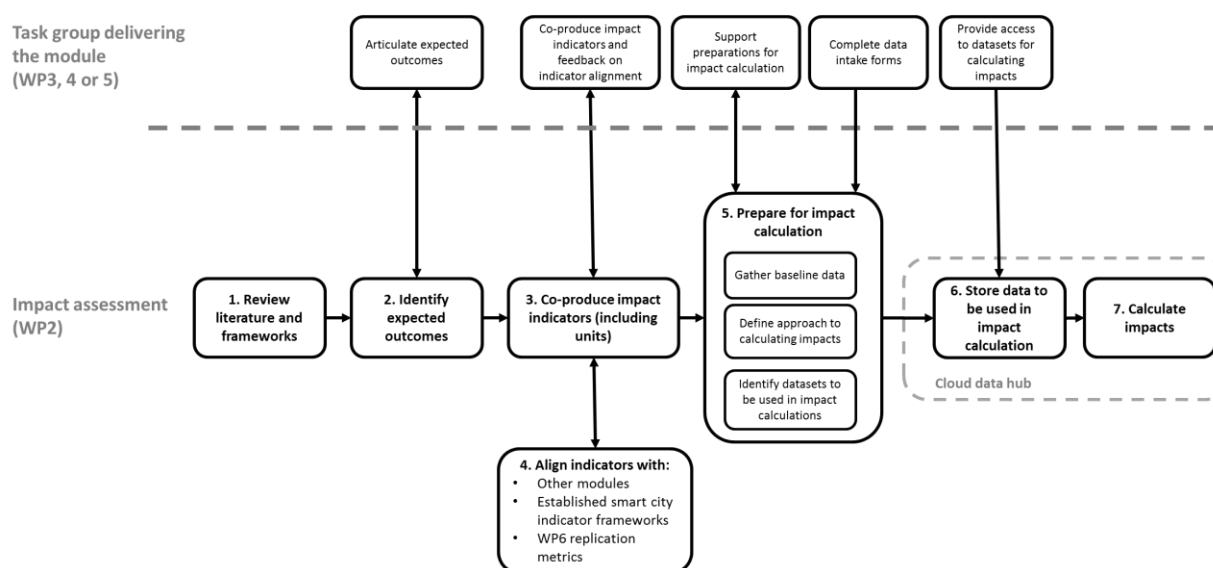 Task group delivering
the module
(WP3, 4 or 5)
Articulate expected
outcomes
Co-produce impact
indicators and
feedback on
indicator alignment
Support
preparations for
impact calculation
Complete data
intake forms
Provide access
to datasets for
calculating
impacts
Impact assessment
(WP2)
1. Review
literature and
frameworks
2. Identify
expected
outcomes
3. Co-produce impact
indicators (including
units)
4. Align indicators with:
• Other modules
• Established smart city
indicator frameworks
• WP6 replication
metrics
5. Prepare for impact
calculation
Gather baseline data
Define approach to
calculating impacts
Identify datasets to
be used in impact
calculations
6. Store data to
be used in
impact
calculation
7. Calculate
impacts
Cloud data hub